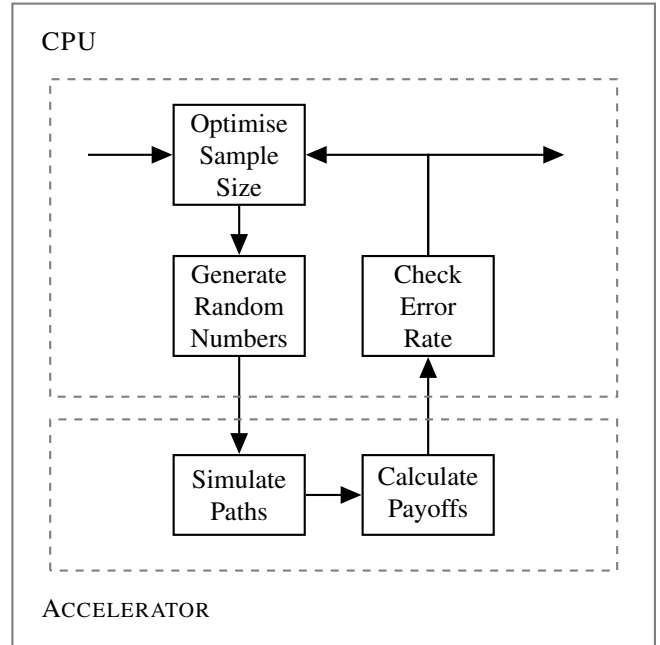 CPU
Optimise
Sample
Size
Generate
Random
Numbers
Check
Error
Rate
Simulate
Paths
Calculate
Payoffs
ACCELERATOR